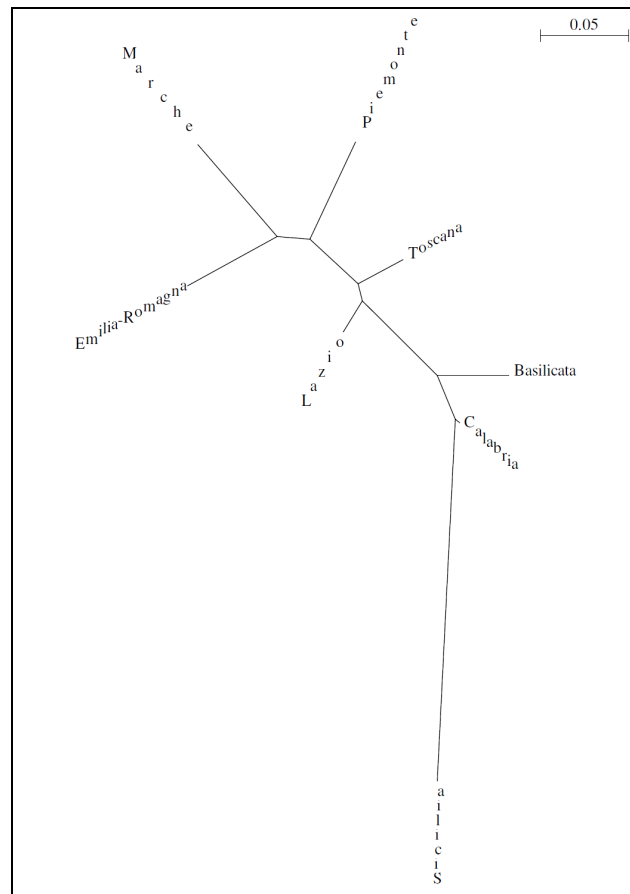 0.05
Marche
Piemonte
Toscana
Emilia-Romagna
Lazio
Basilicata
Calabria
Sicilia